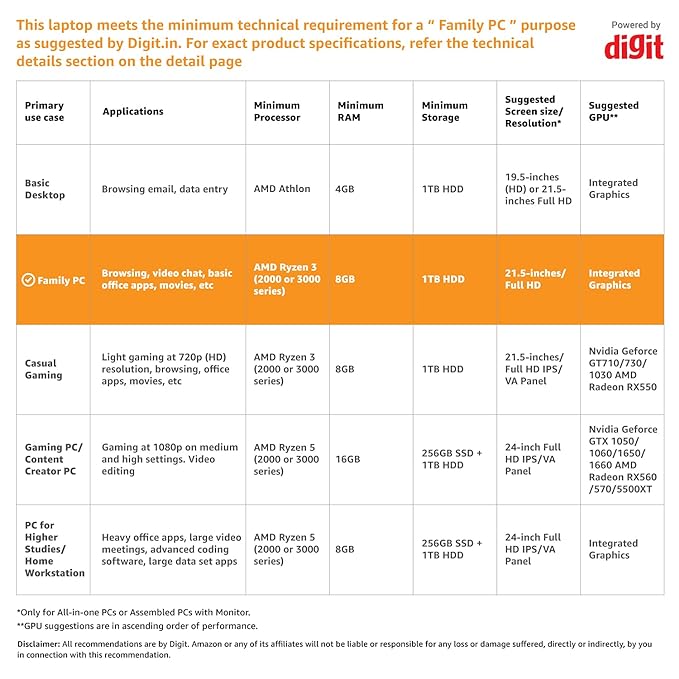 This laptop meets the minimum technical requirement for a “ Family PC ” purpose
as suggested by Digit.in. For exact product specifications, refer the technical
details section on the detail page
Powered by
digit
Primary
use case
Applications
Minimum
Processor
Minimum
RAM
Minimum
Storage
Suggested
Screen size/
Resolution*
Suggested
GPU**
Basic
Desktop
Browsing email, data entry
AMD Athlon
4GB
1TB HDD
19.5-inches
(HD) or 21.5-
inches Full HD
Integrated
Graphics
Family PC
Browsing, video chat, basic
office apps, movies, etc
AMD Ryzen 3
(2000 or 3000
series)
8GB
1TB HDD
21.5-inches/
Full HD
Integrated
Graphics
Casual
Gaming
Light gaming at 720p (HD)
resolution, browsing, office
apps, movies, etc
AMD Ryzen 3
(2000 or 3000
series)
8GB
1TB HDD
21.5-inches/
Full HD IPS/
VA Panel
Nvidia Geforce
GT710/730/
1030 AMD
Radeon RX550
Gaming PC/
Content
Creator PC
Gaming at 1080p on medium
and high settings. Video
editing
AMD Ryzen 5
(2000 or 3000
series)
16GB
256GB SSD +
1TB HDD
24-inch Full
HD IPS/VA
Panel
Nvidia Geforce
GTX 1050/
1060/1650/
1660 AMD
Radeon RX560
/570/5500XT
PC for
Higher
Studies/
Home
Workstation
Heavy office apps, large video
meetings, advanced coding
software, large data set apps
AMD Ryzen 5
(2000 or 3000
series)
8GB
256GB SSD +
1TB HDD
24-inch Full
HD IPS/VA
Panel
Integrated
Graphics
*Only for All-in-one PCs or Assembled PCs with Monitor.
**GPU suggestions are in ascending order of performance.
Disclaimer: All recommendations are by Digit. Amazon or any of its affiliates will not be liable or responsible for any loss or damage suffered, directly or indirectly, by you
in connection with this recommendation.